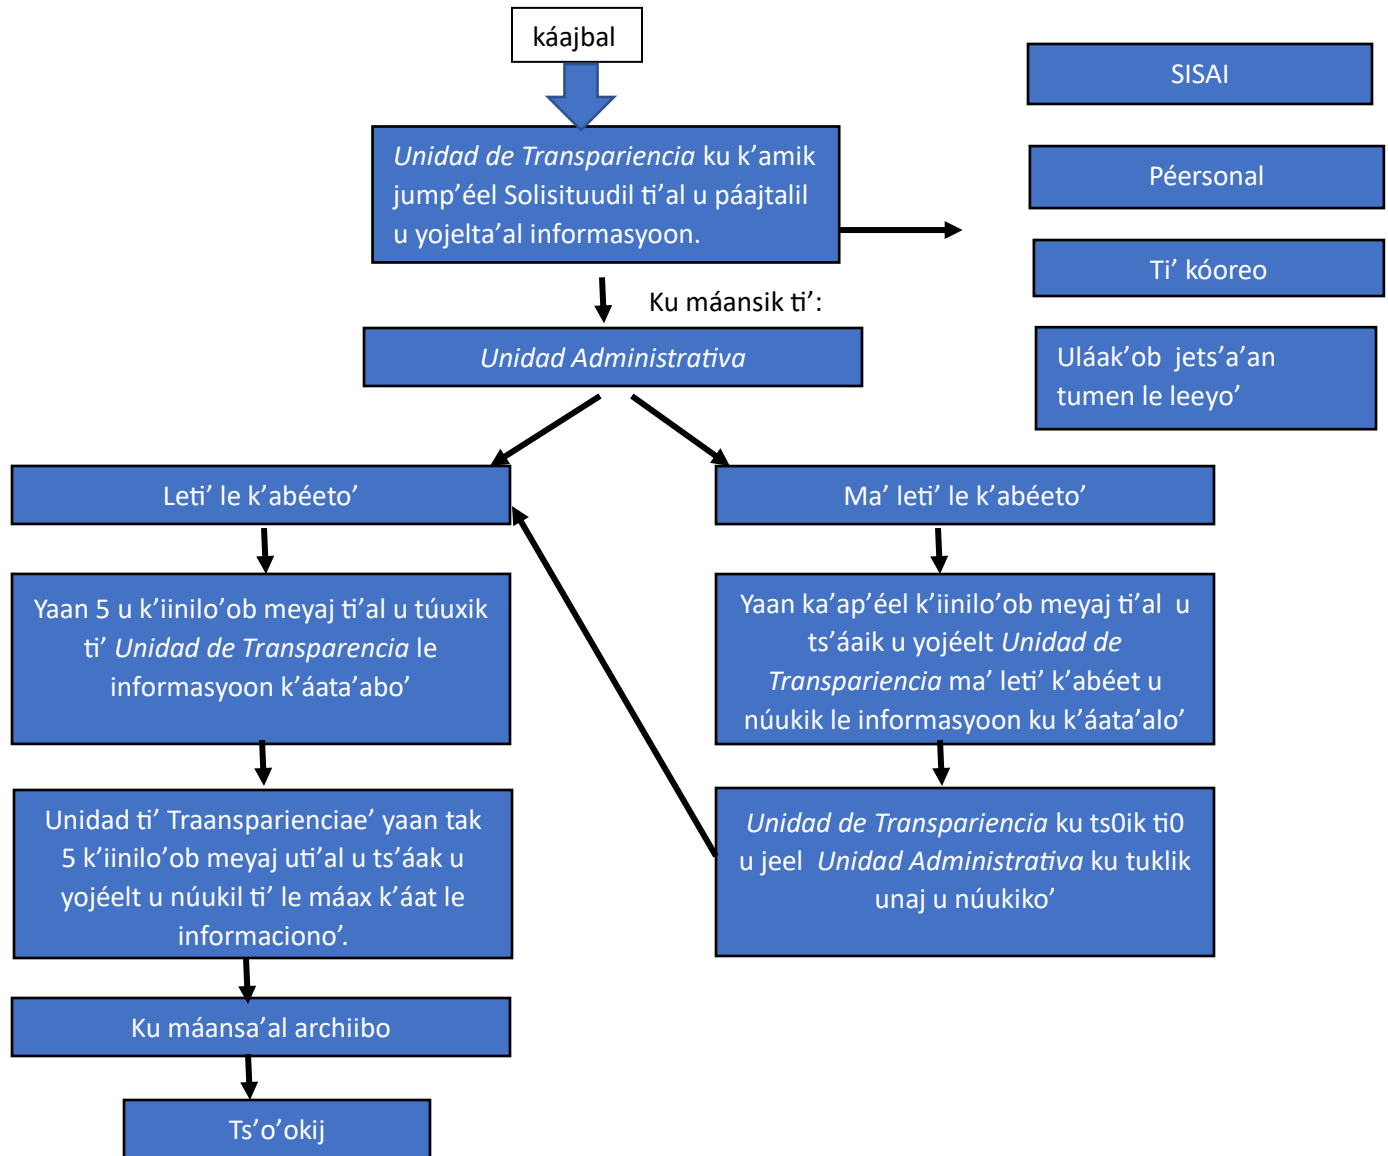 káajbal
Unidad de Transpariencia ku k’amik
jump’éel Solisituudil ti’al u páajtalil
u yojelta’al informasyoon.
SISAI
Péersonal
Ti’ kóoreo
Uláak’ob jets’a’an
tumen le leeyo’
Ku máansik ti’:
Unidad Administrativa
Leti’ le k’abéeto’
Ma’ leti’ le k’abéeto’
Yaan 5 u k’iinilo’ob meyaj ti’al u túuxik
ti’ Unidad de Transparencia le
informasyoon k’áata’abo’
Yaan ka’ap’éel k’iinilo’ob meyaj ti’al u
ts’áaik u yojéelt Unidad de
Transpariencia ma’ leti’ k’abéet u
núukik le informasyoon ku k’áata’alo’
Unidad ti’ Traansparienciae’ yaan tak
5 k’iinilo’ob meyaj uti’al u ts’áak u
yojéelt u núukil ti’ le máax k’áat le
informaciono’.
Unidad de Transpariencia ku ts0ik ti0
u jeel Unidad Administrativa ku tuklik
unaj u núukiko’
Ku máansa’al archiibo
Ts’o’okij